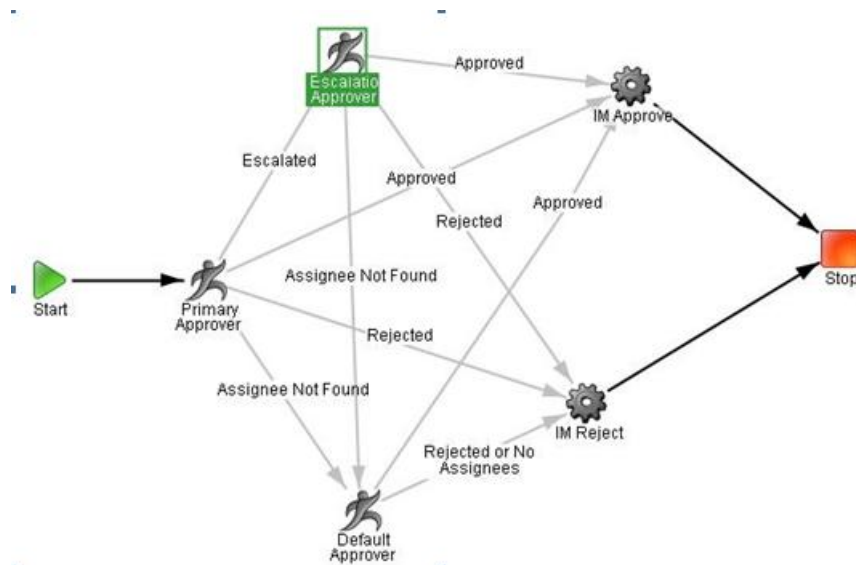 Approved
Escalatio
Approver
IM Approve
Escalated
Approved
Approved
Rejected
Assignee Not Found
Start
Primary
Approver
Stop
Rejected
Assignee Not Found
IM Reject
Rejected or No
Assignees
Default
Approver